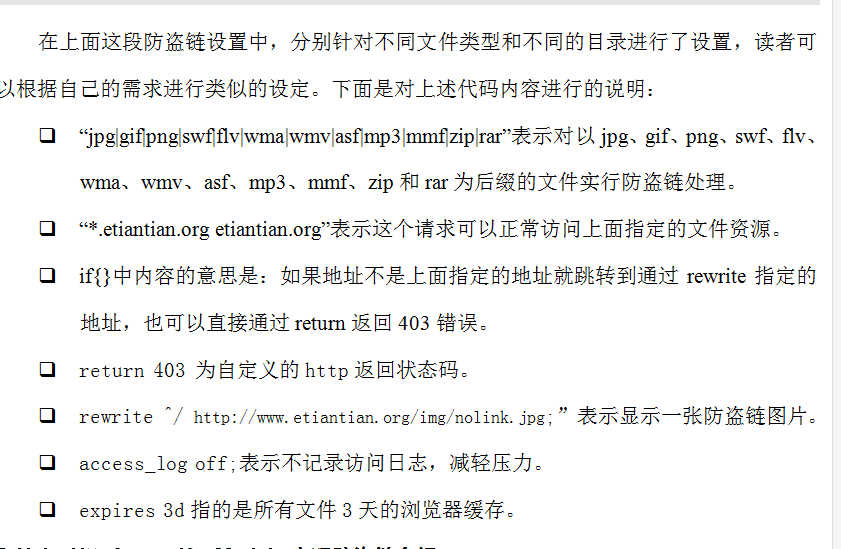 在上面这段防盗链设置中，分别针对不同文件类型和不同的目录进行了设置，读者可
以根据自己的需求进行类似的设定。下面是对上述代码内容进行的说明：
❑ “jpg|gif|png|swf|flv|wma|wmv|asf|mp3|mmf|zip|rar”表示对以 jpg、gif、png、swf、flv、
wma、wmv、asf、mp3、mmf、zip 和 rar 为后缀的文件实行防盗链处理。
❑ “*.etiantian.org etiantian.org”表示这个请求可以正常访问上面指定的文件资源。
❑ if{}中内容的意思是：如果地址不是上面指定的地址就跳转到通过 rewrite 指定的
地址，也可以直接通过 return 返回 403 错误。
❑ return 403 为自定义的 http 返回状态码。
❑ rewrite ^/ http://www.etiantian.org/img/nolink.jpg;” 表示显示一张防盗链图片。
❑ access_log off;表示不记录访问日志，减轻压力。
❑ expires 3d 指的是所有文件 3 天的浏览器缓存。